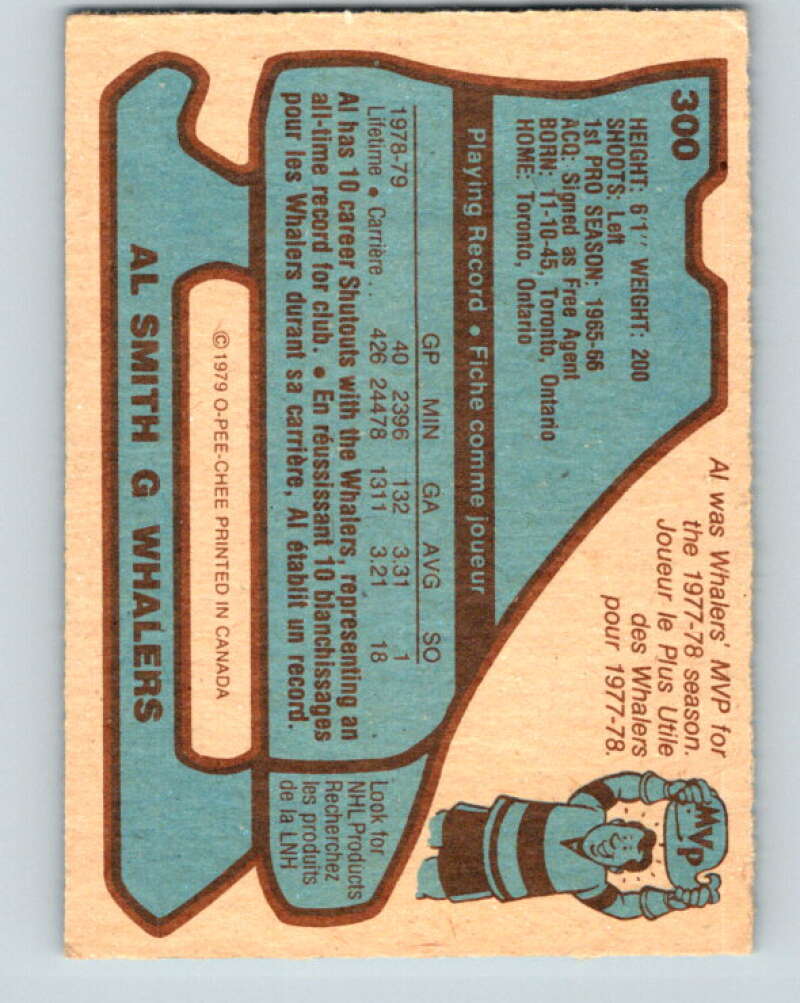 300
HEIGHT: 6'1" WEIGHT: 200
SHOOTS: Left
1st PRO SEASON: 1965-66
ACQ: Signed as Free Agent
BORN: 11-10-45, Toronto, Ontario
HOME: Toronto, Ontario
Al was Whalers' MVP for
the 1977-78 season.
Joueur le Plus Utile
des Whalers
pour 1977-78.
MVP
Playing Record • Fiche comme joueur
GP MIN GA AVG SO
1978-79 40 2396 132 3.31 1
Lifetime • Carrière .. 426 24478 1311 3.21 18
Al has 10 career Shutouts with the Whalers, representing an
all-time record for club. • En réussissant 10 blanchissages
pour les Whalers durant sa carrière, Al établit un record.
Look for
NHL Products
Recherchez
les produits
de la LNH
© 1979 O-PEE-CHEE PRINTED IN CANADA
AL SMITH G WHALERS